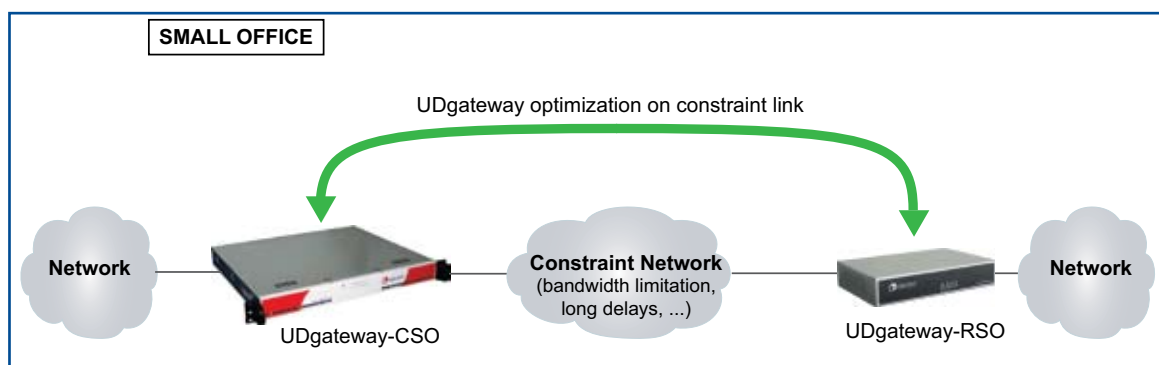 SMALL OFFICE
UDgateway optimization on constraint link
Network
Constraint Network
(bandwidth limitation,
long delays, ...)
Network
UDgateway-CSO
UDgateway-RSO